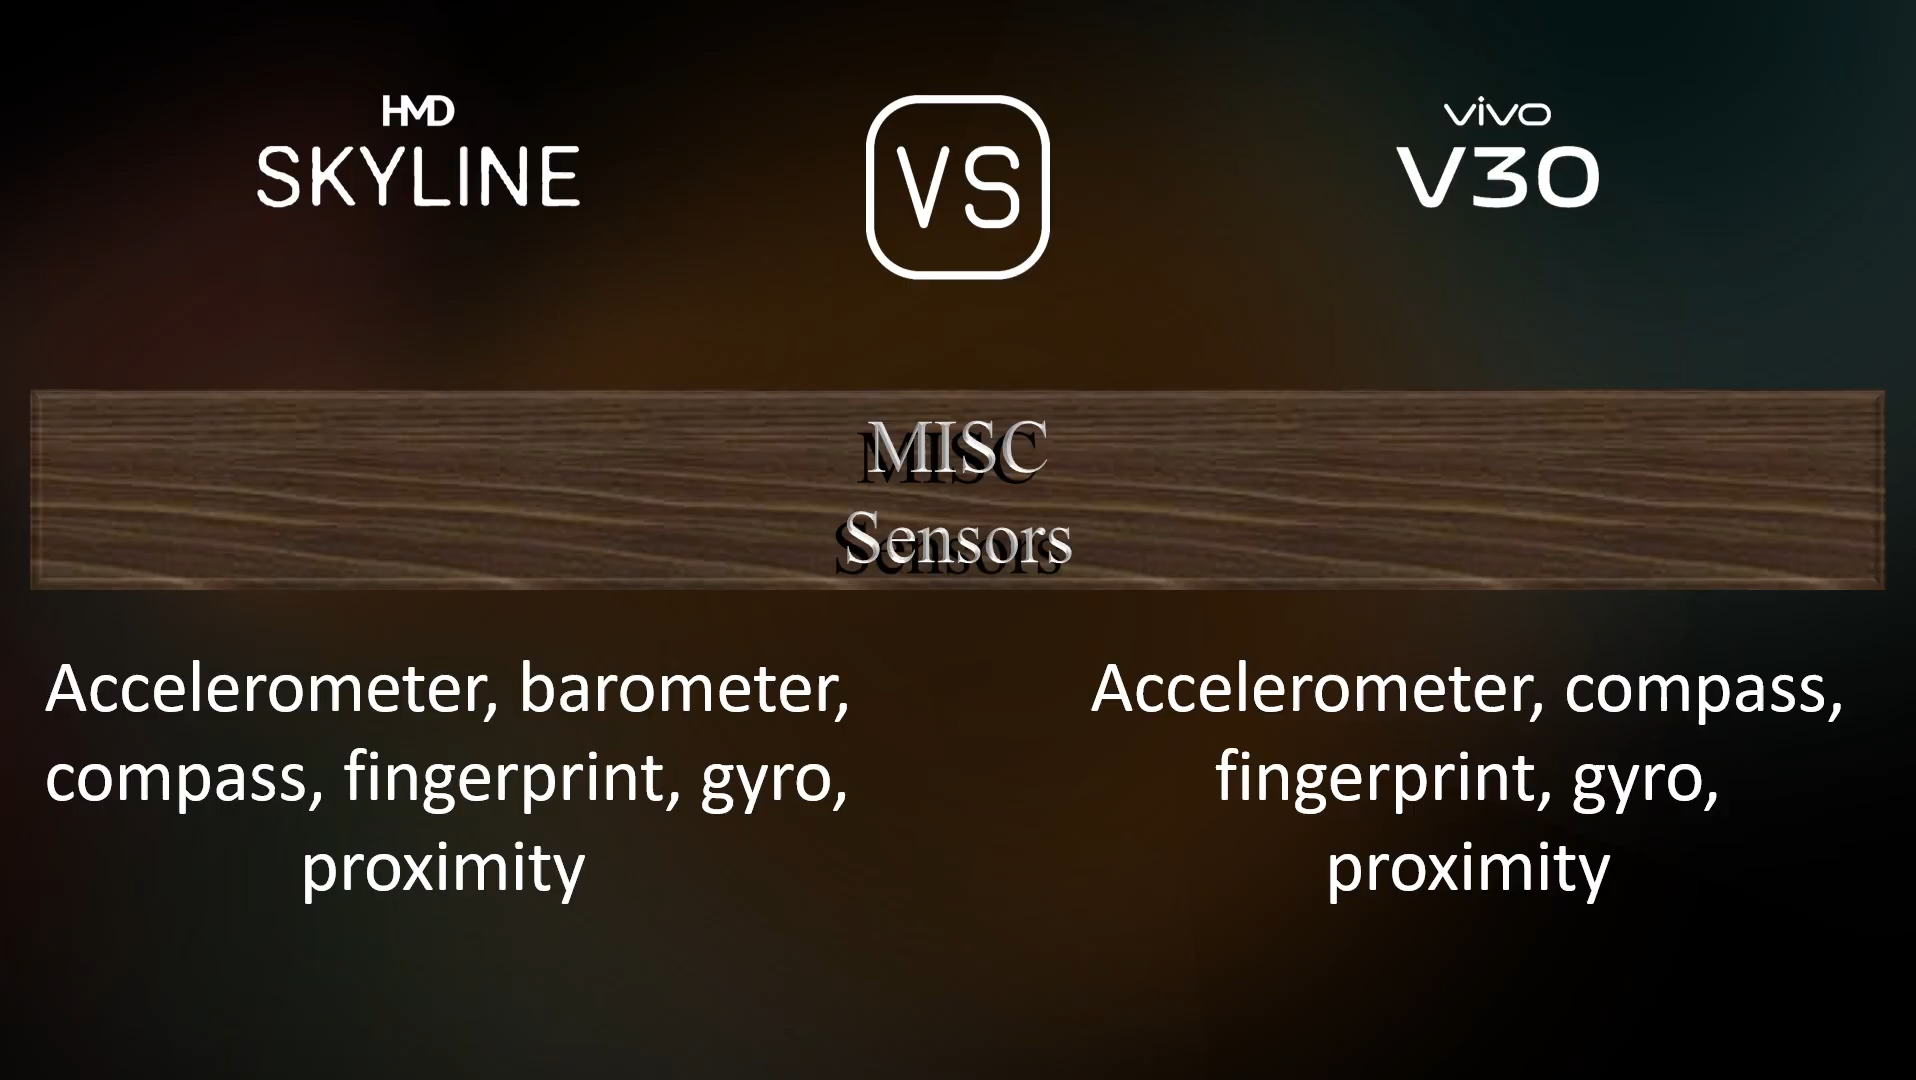 HMD
SKYLINE
VS
vivo
V30
MISC
Sensors
Accelerometer, barometer,
compass, fingerprint, gyro,
proximity
Accelerometer, compass,
fingerprint, gyro,
proximity